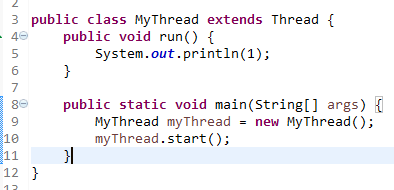 2
3 public class MyThread extends Thread {
4 public void run() {
5 System.out.println(1);
6 }
7
8 public static void main(String[] args) {
9 MyThread myThread = new MyThread();
10 myThread.start();
11 }
12 }
13